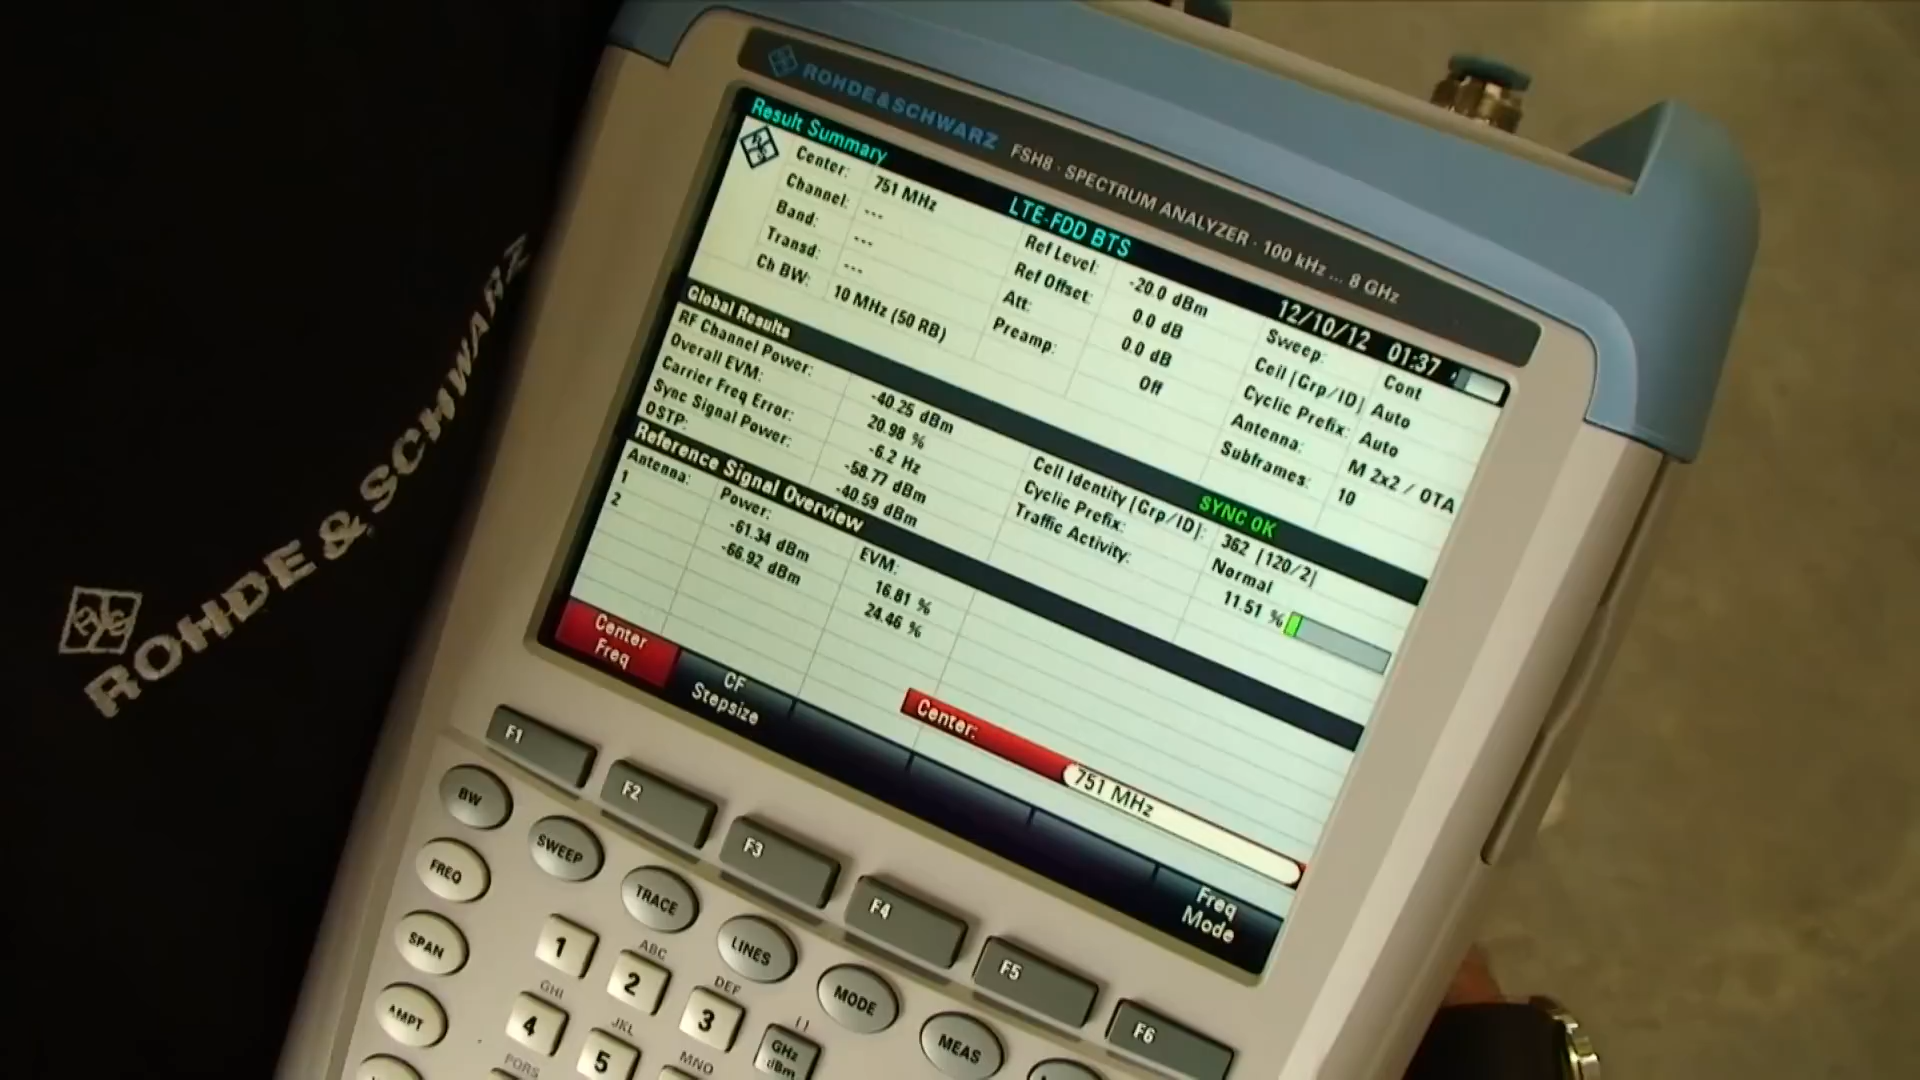 ROHDE & SCHWARZ
ROHDE&SCHWARZ FSH8 · SPECTRUM ANALYZER · 100 kHz ... 8 GHz
Result Summary LTE-FDD BTS 12/10/12 01:37
Center: 751 MHz Ref Level: -20.0 dBm Sweep: Cont
Channel: --- Ref Offset: 0.0 dB Cell [Grp/ID] Auto
Band: --- Att: 0.0 dB Cyclic Prefix: Auto
Transd: --- Preamp: Off Antenna: M 2x2 / OTA
Ch BW: 10 MHz (50 RB) Subframes: 10
Global Results SYNC OK
RF Channel Power: -40.25 dBm Cell Identity [Grp/ID]: 362 [120/2]
Overall EVM: 20.98 % Cyclic Prefix: Normal
Carrier Freq Error: -6.2 Hz Traffic Activity: 11.51 %
Sync Signal Power: -58.77 dBm
OSTP: -40.59 dBm
Reference Signal Overview
Antenna: Power: EVM:
1 -61.34 dBm 16.81 %
2 -66.92 dBm 24.46 %
Center: 751 MHz
Center
Freq
CF
Stepsize
Freq
Mode
F1 F2 F3 F4 F5 F6
BW SWEEP TRACE LINES MODE MEAS
FREQ
SPAN
AMPT
1
ABC
2
DEF
3
GHI
4
JKL
5
MNO
PQRS
( )
GHz
dBm